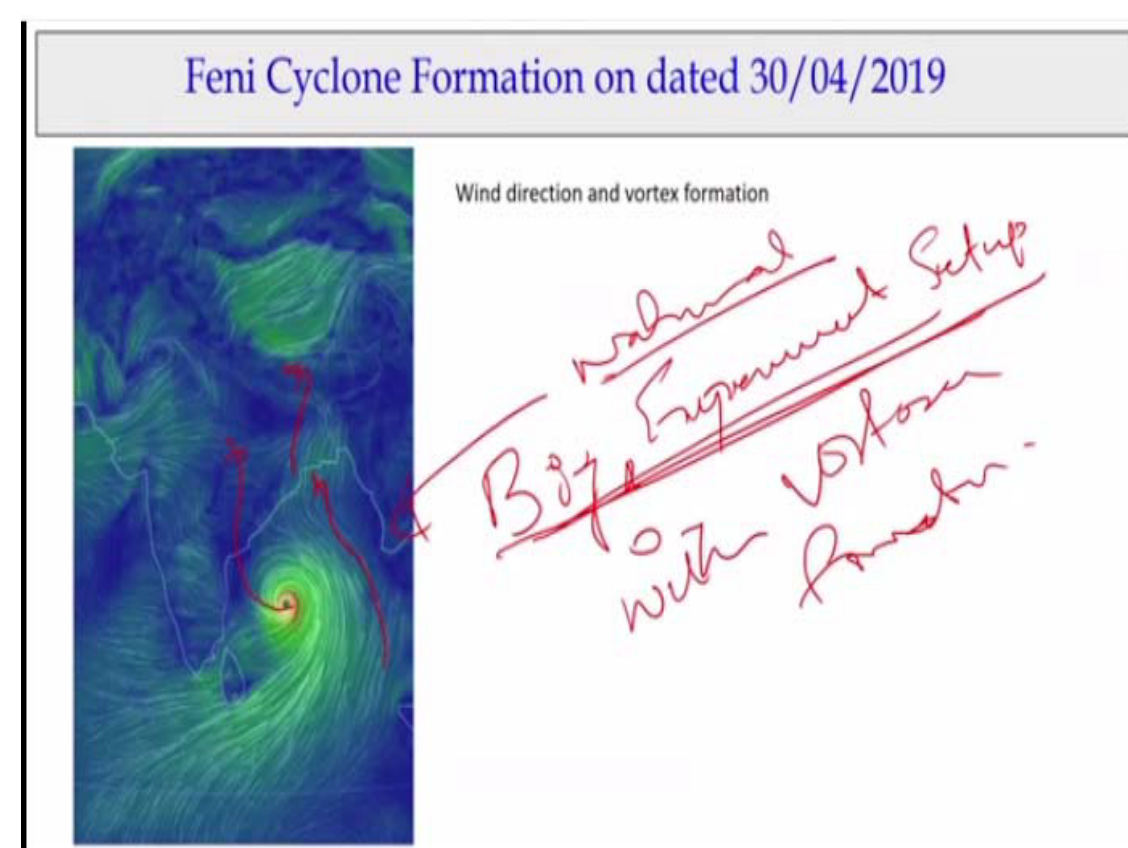 Feni Cyclone Formation on dated 30/04/2019
Wind direction and vortex formation
natural
Big Experiment Setup
with vortex
formation.